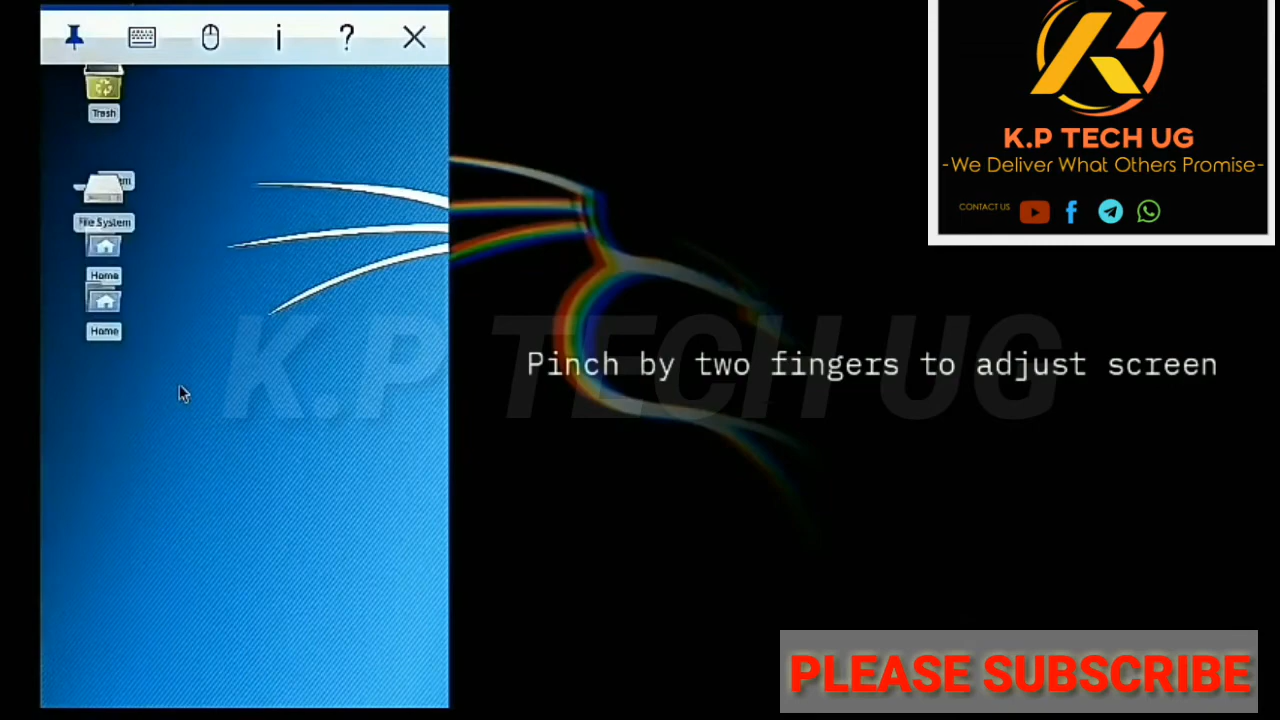 i
?
Trash
File System
Home
Home
K.P TECH UG
-We Deliver What Others Promise-
CONTACT US
Pinch by two fingers to adjust screen
K.P TECH UG
PLEASE SUBSCRIBE